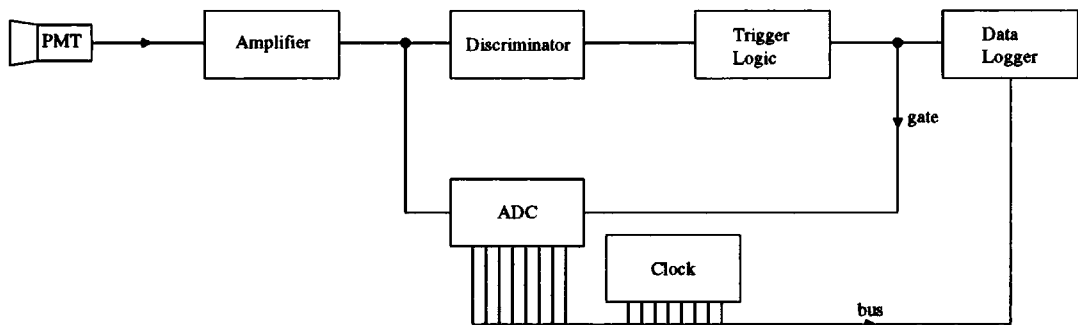 PMT
Amplifier
Discriminator
Trigger
Logic
Data
Logger
gate
ADC
Clock
bus